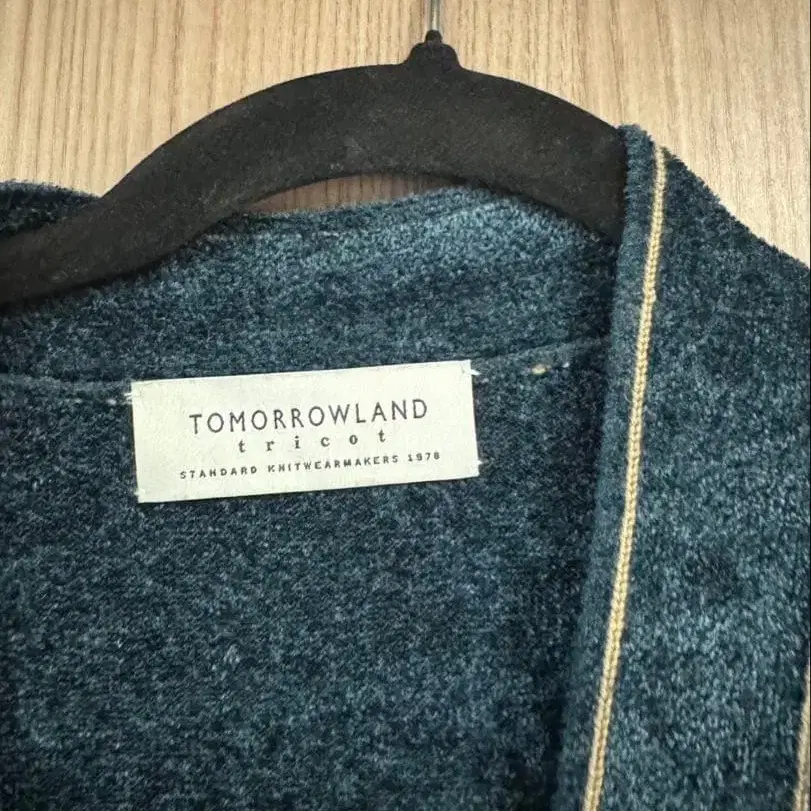 TOMORROWLAND
tricot
STANDARD KNITWEARMAKERS 1978